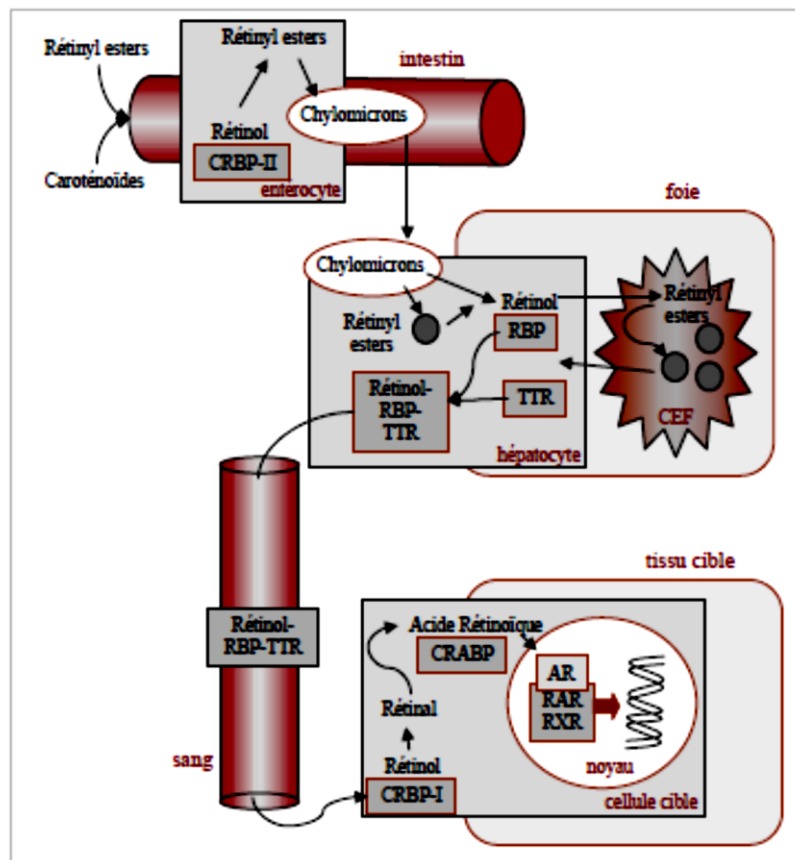 Rétinyl esters
Rétinyl esters
intestin
Chylomicrons
Rétinol
CRBP-II
Caroténoïdes
entérocyte
foie
Chylomicrons
Rétinyl
esters
Rétinol
Rétinyl
esters
RBP
Rétinol-
RBP-
TTR
TTR
CEF
hépatocyte
tissu cible
Rétinol-
RBP-TTR
Acide Rétinoïque
CRABP
AR
RAR
RXR
Rétinal
sang
Rétinol
noyau
CRBP-I
cellule cible